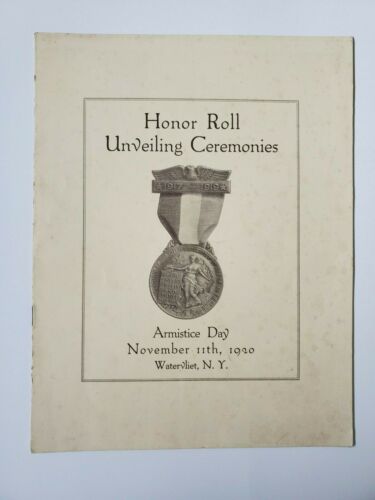 Honor Roll
Unveiling Ceremonies
1917 1919
Armistice Day
November 11th, 1920
Watervliet, N. Y.